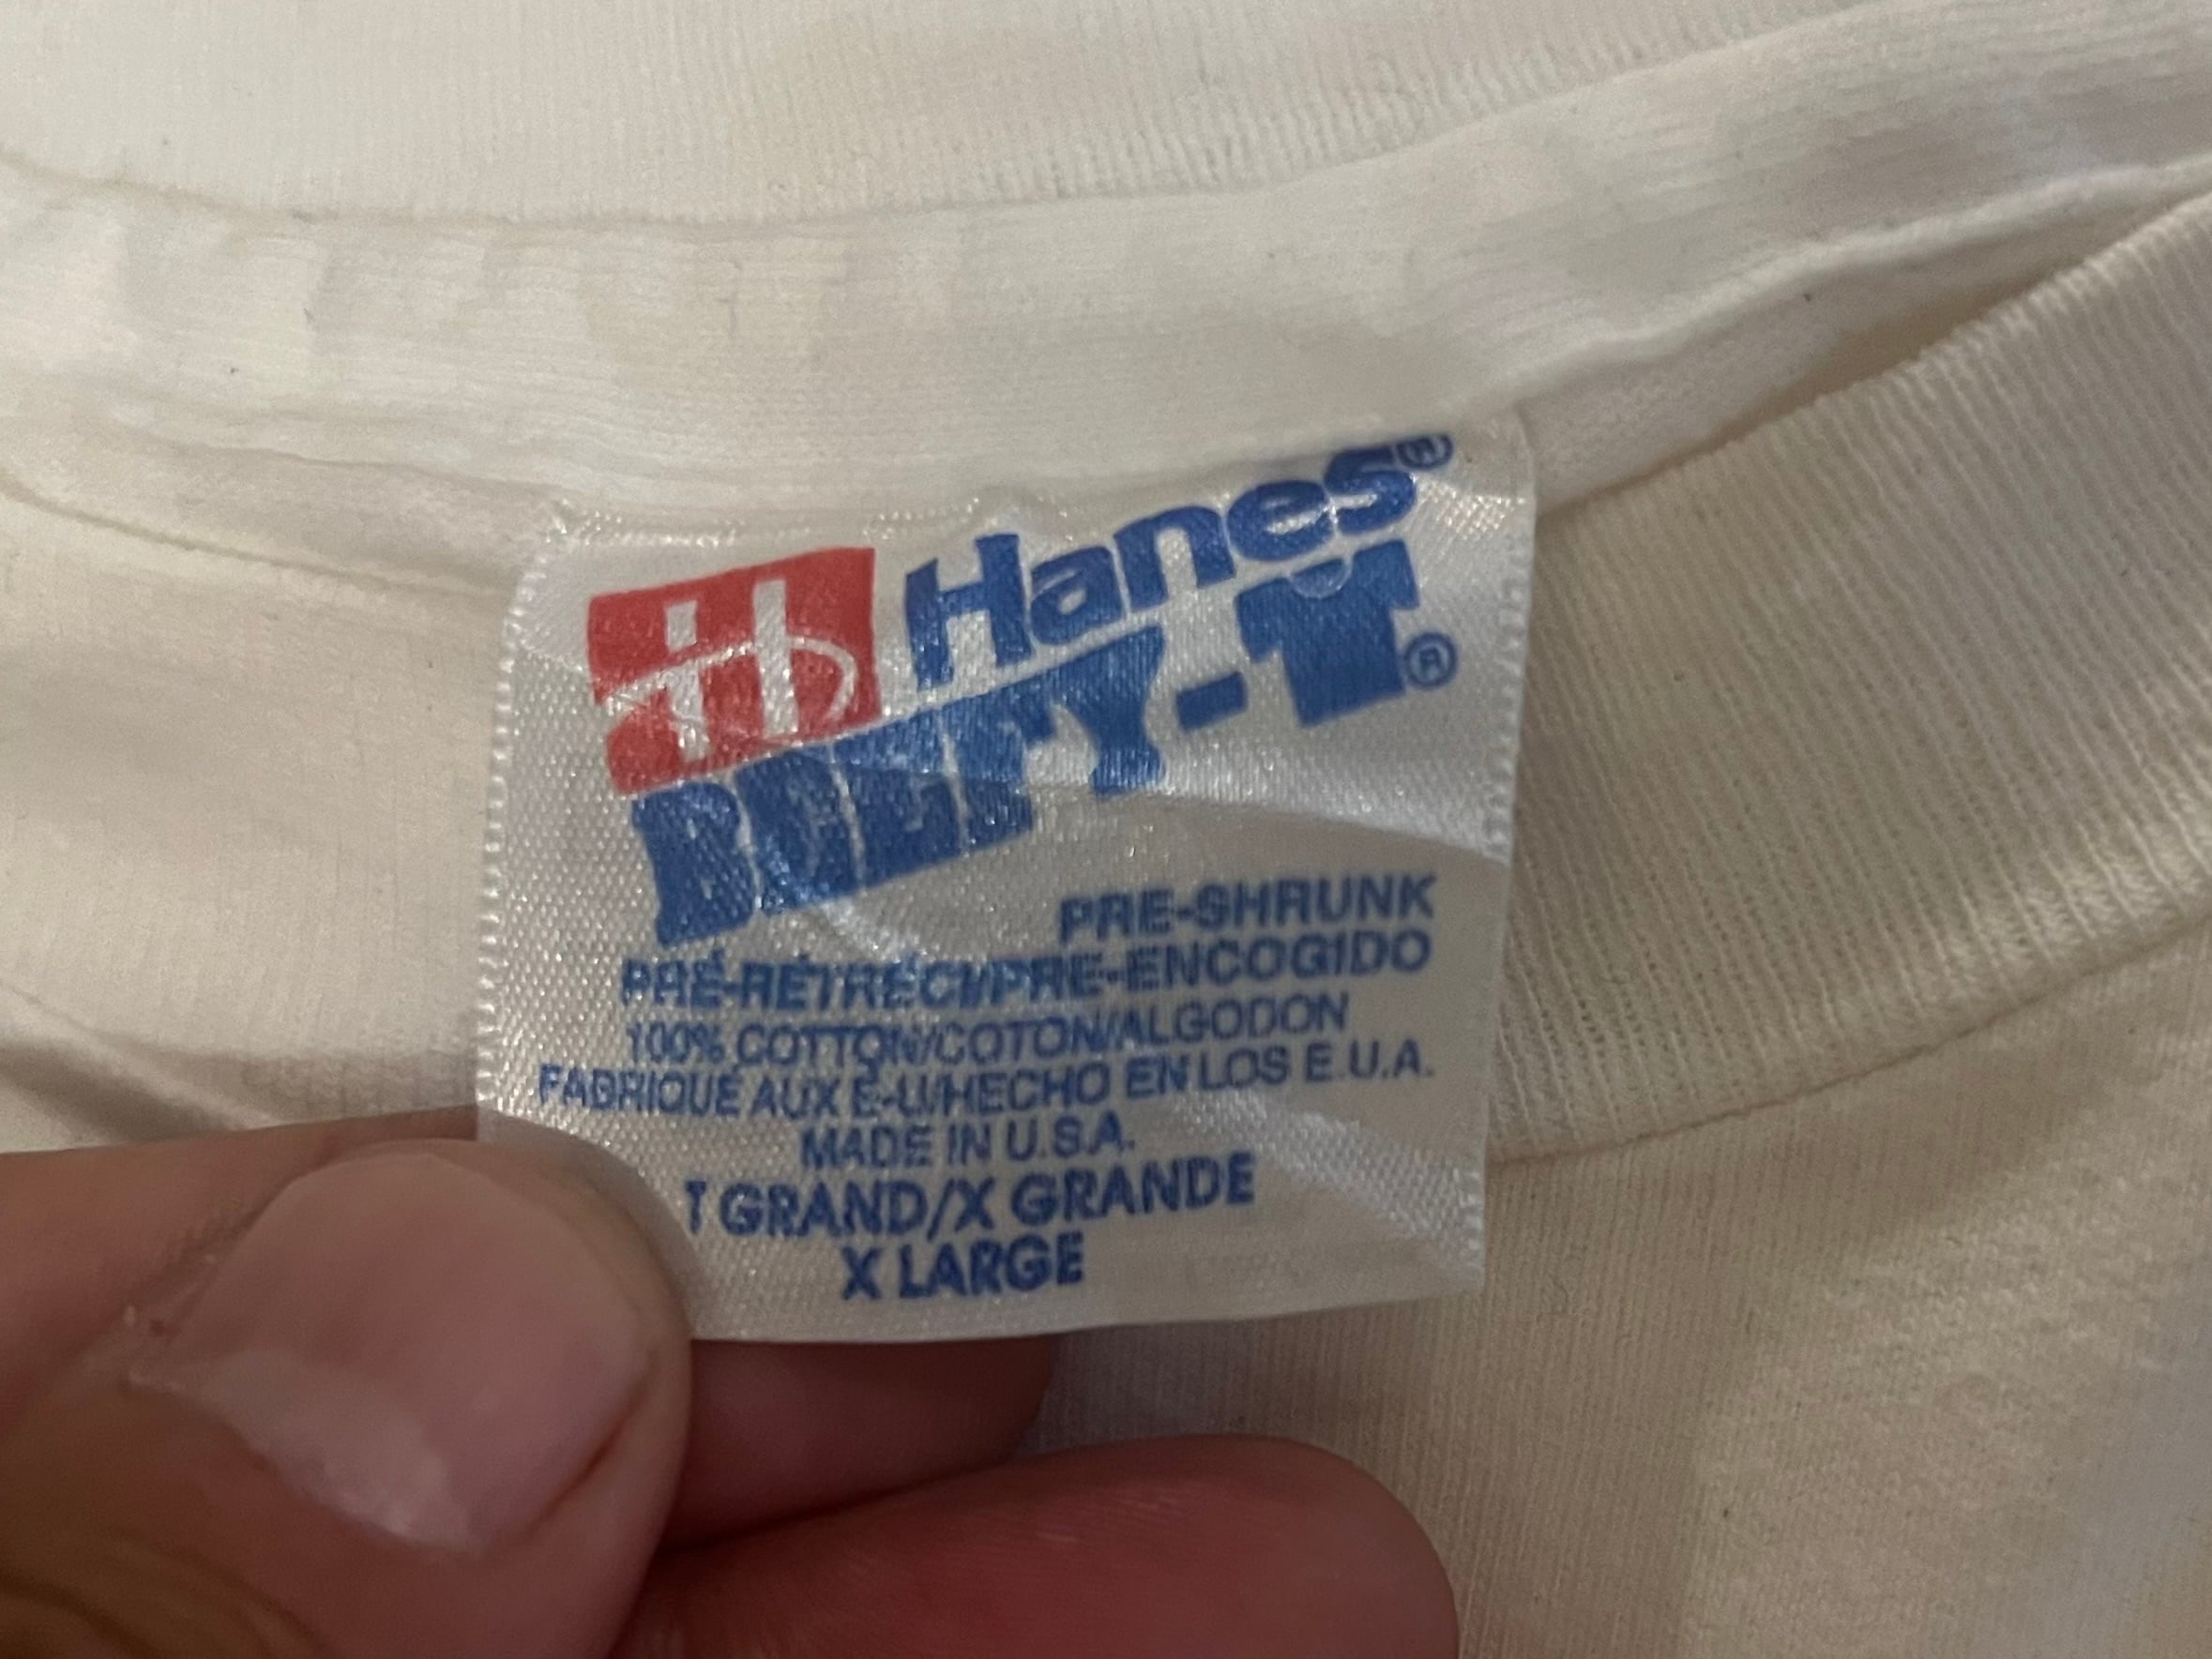 H Hanes®
BEEFY-T®
PRE-SHRUNK
PRÉ-RÉTRÉCI/PRE-ENCOGIDO
100% COTTON/COTON/ALGODON
FABRIQUÉ AUX É-U/HECHO EN LOS E.U.A.
MADE IN U.S.A.
T GRAND/X GRANDE
X LARGE